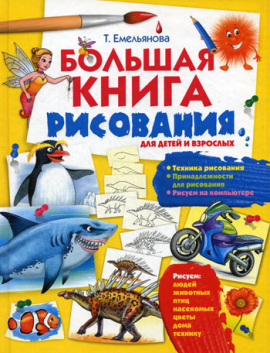 Т. Емельянова
БОЛЬШАЯ
КНИГА
РИСОВАНИЯ
ДЛЯ ДЕТЕЙ И ВЗРОСЛЫХ
• Техника рисования
• Принадлежности
для рисования
• Рисуем на компьютере
Рисуем:
людей
животных
птиц
насекомых
цветы
дома
технику